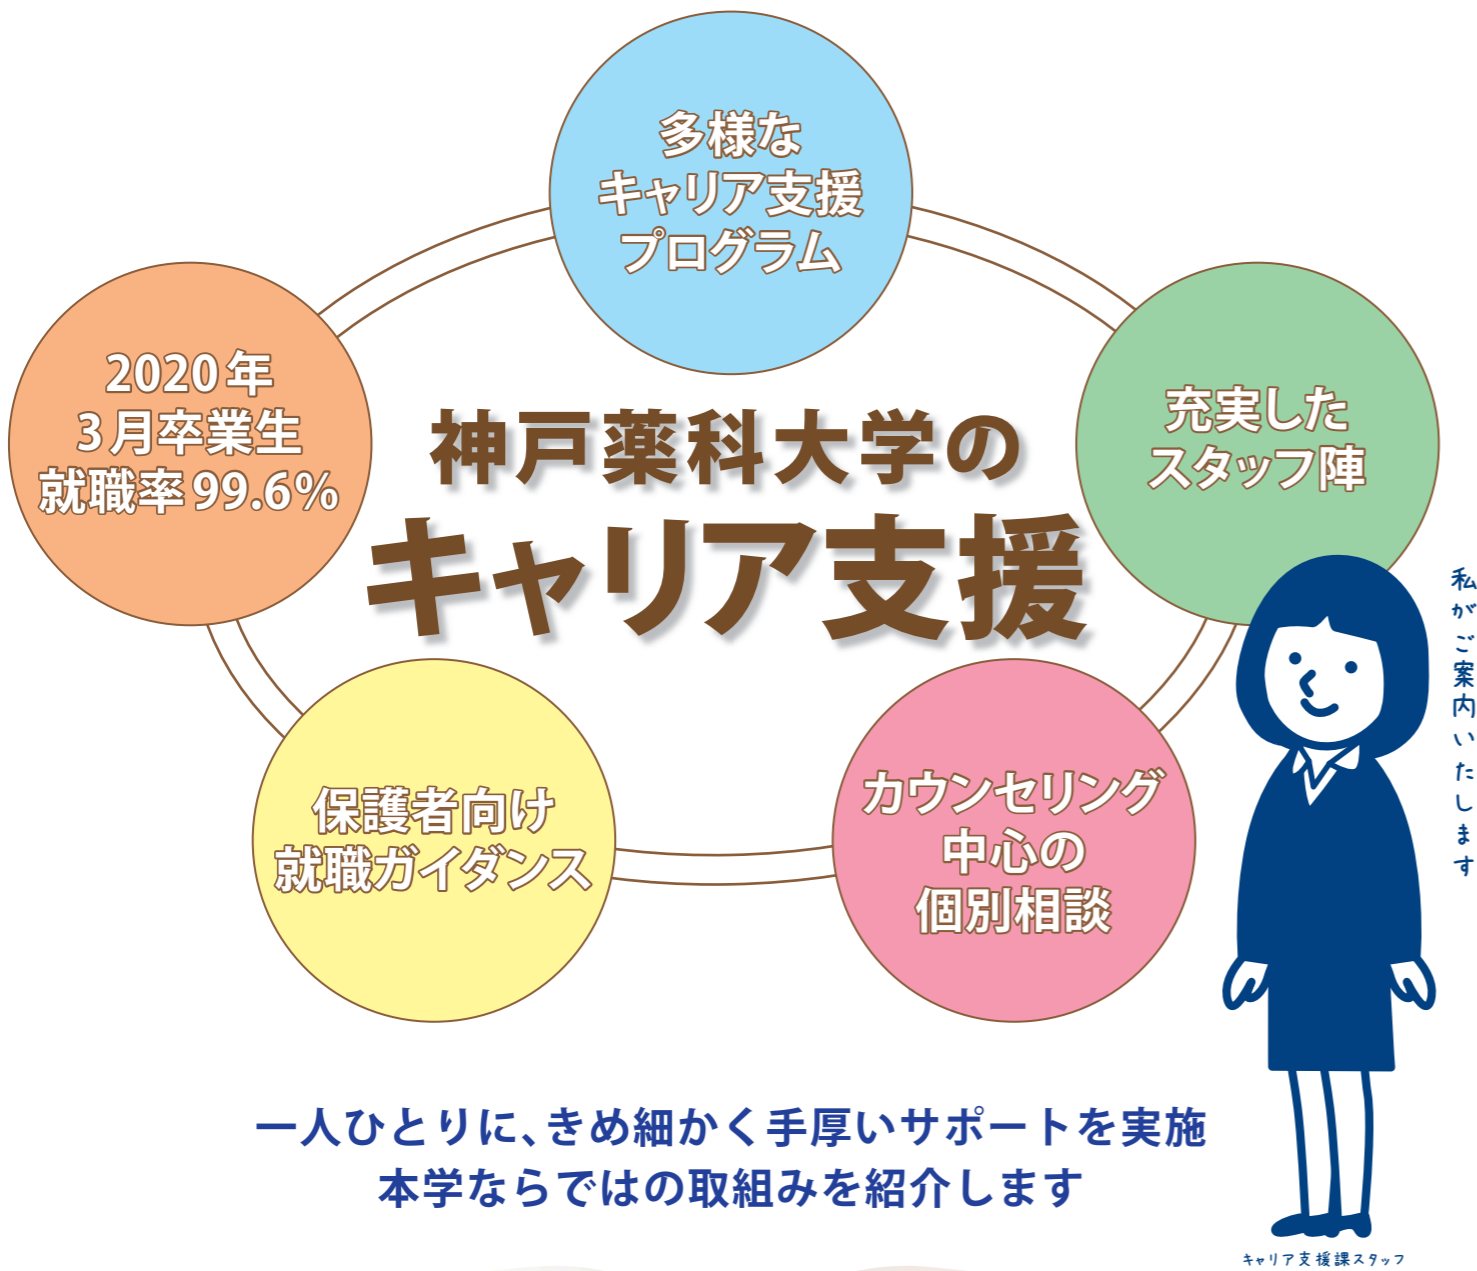 多様な
キャリア支援
プログラム
2020年
3月卒業生
就職率99.6%
充実した
スタッフ陣
神戸薬科大学の
キャリア支援
保護者向け
就職ガイダンス
カウンセリング
中心の
個別相談
私がご案内いたします
一人ひとりに、きめ細かく手厚いサポートを実施
本学ならではの取組みを紹介します
キャリア支援課スタッフ